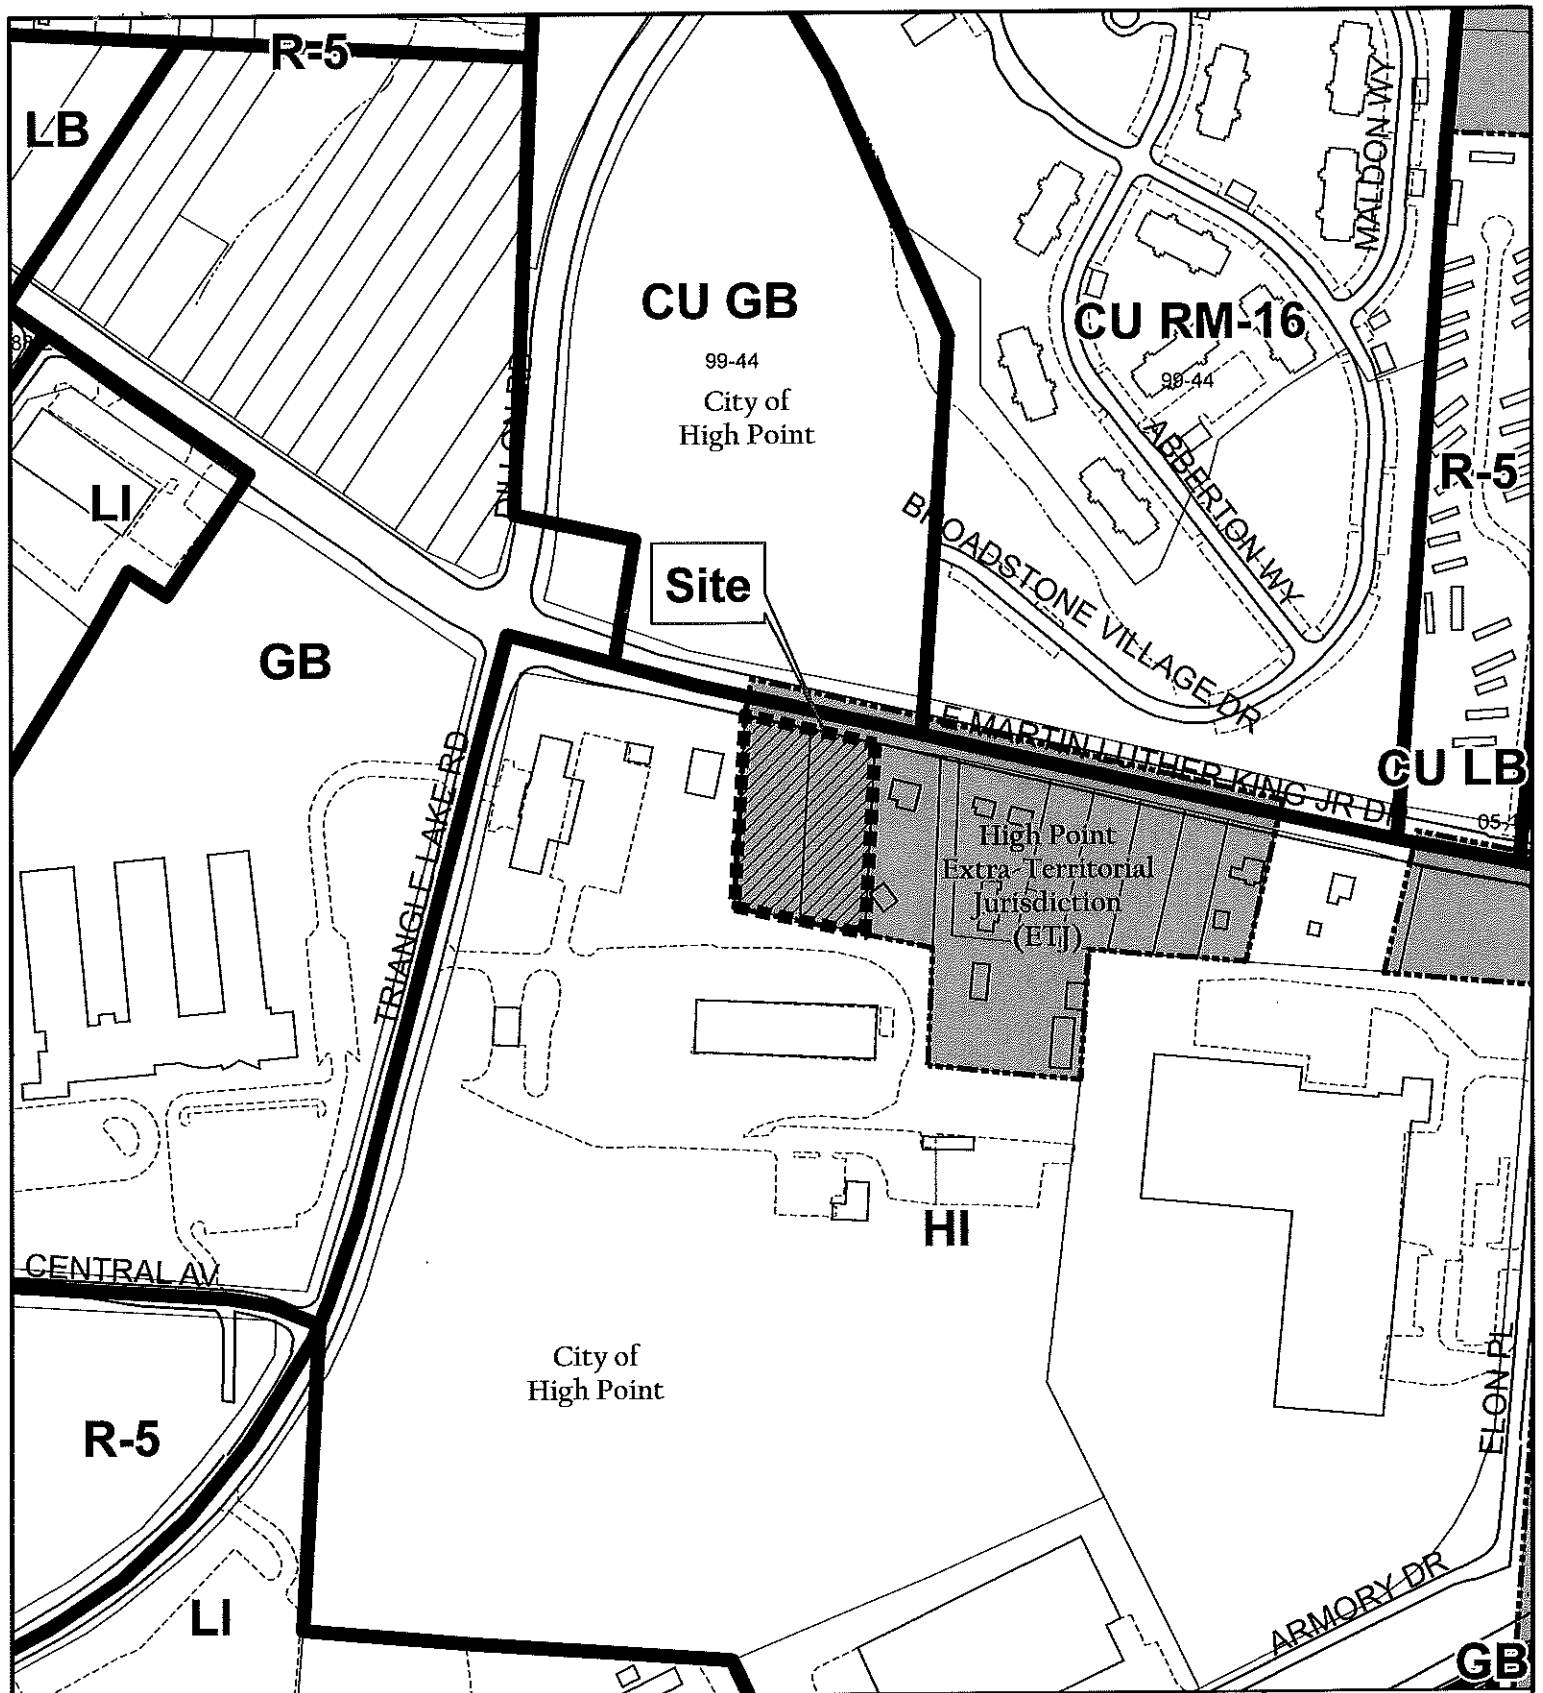 R-5
LB
MALDON WY
CU GB
99-44
City of
High Point
CU RM-16
99-44
DILLON RD
LI
ABBERTON WY
R-5
BROADSTONE VILLAGE DR
Site
GB
E MARTIN LUTHER KING JR DR
CU LB
TRIANGLE LAKE RD
High Point
Extra-Territorial
Jurisdiction
(ETJ)
HI
CENTRAL AV
City of
High Point
ELON PL
R-5
LI
ARMORY DR
GB